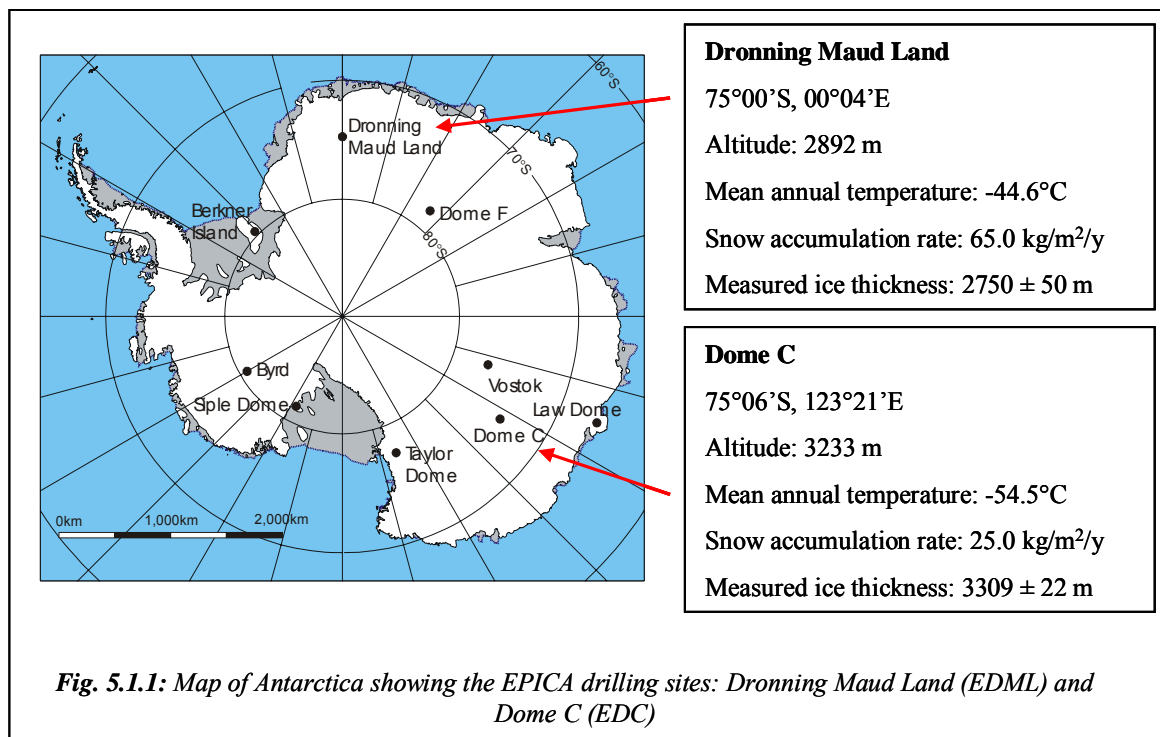 60°S
70°S
80°S
Dronning
Maud Land
Dome F
Berkner
Island
Byrd
Siple Dome
Vostok
Law Dome
Dome C
Taylor
Dome
0km 1,000km 2,000km
Dronning Maud Land
75°00’S, 00°04’E
Altitude: 2892 m
Mean annual temperature: -44.6°C
Snow accumulation rate: 65.0 kg/m²/y
Measured ice thickness: 2750 ± 50 m
Dome C
75°06’S, 123°21’E
Altitude: 3233 m
Mean annual temperature: -54.5°C
Snow accumulation rate: 25.0 kg/m²/y
Measured ice thickness: 3309 ± 22 m
Fig. 5.1.1: Map of Antarctica showing the EPICA drilling sites: Dronning Maud Land (EDML) and
Dome C (EDC)